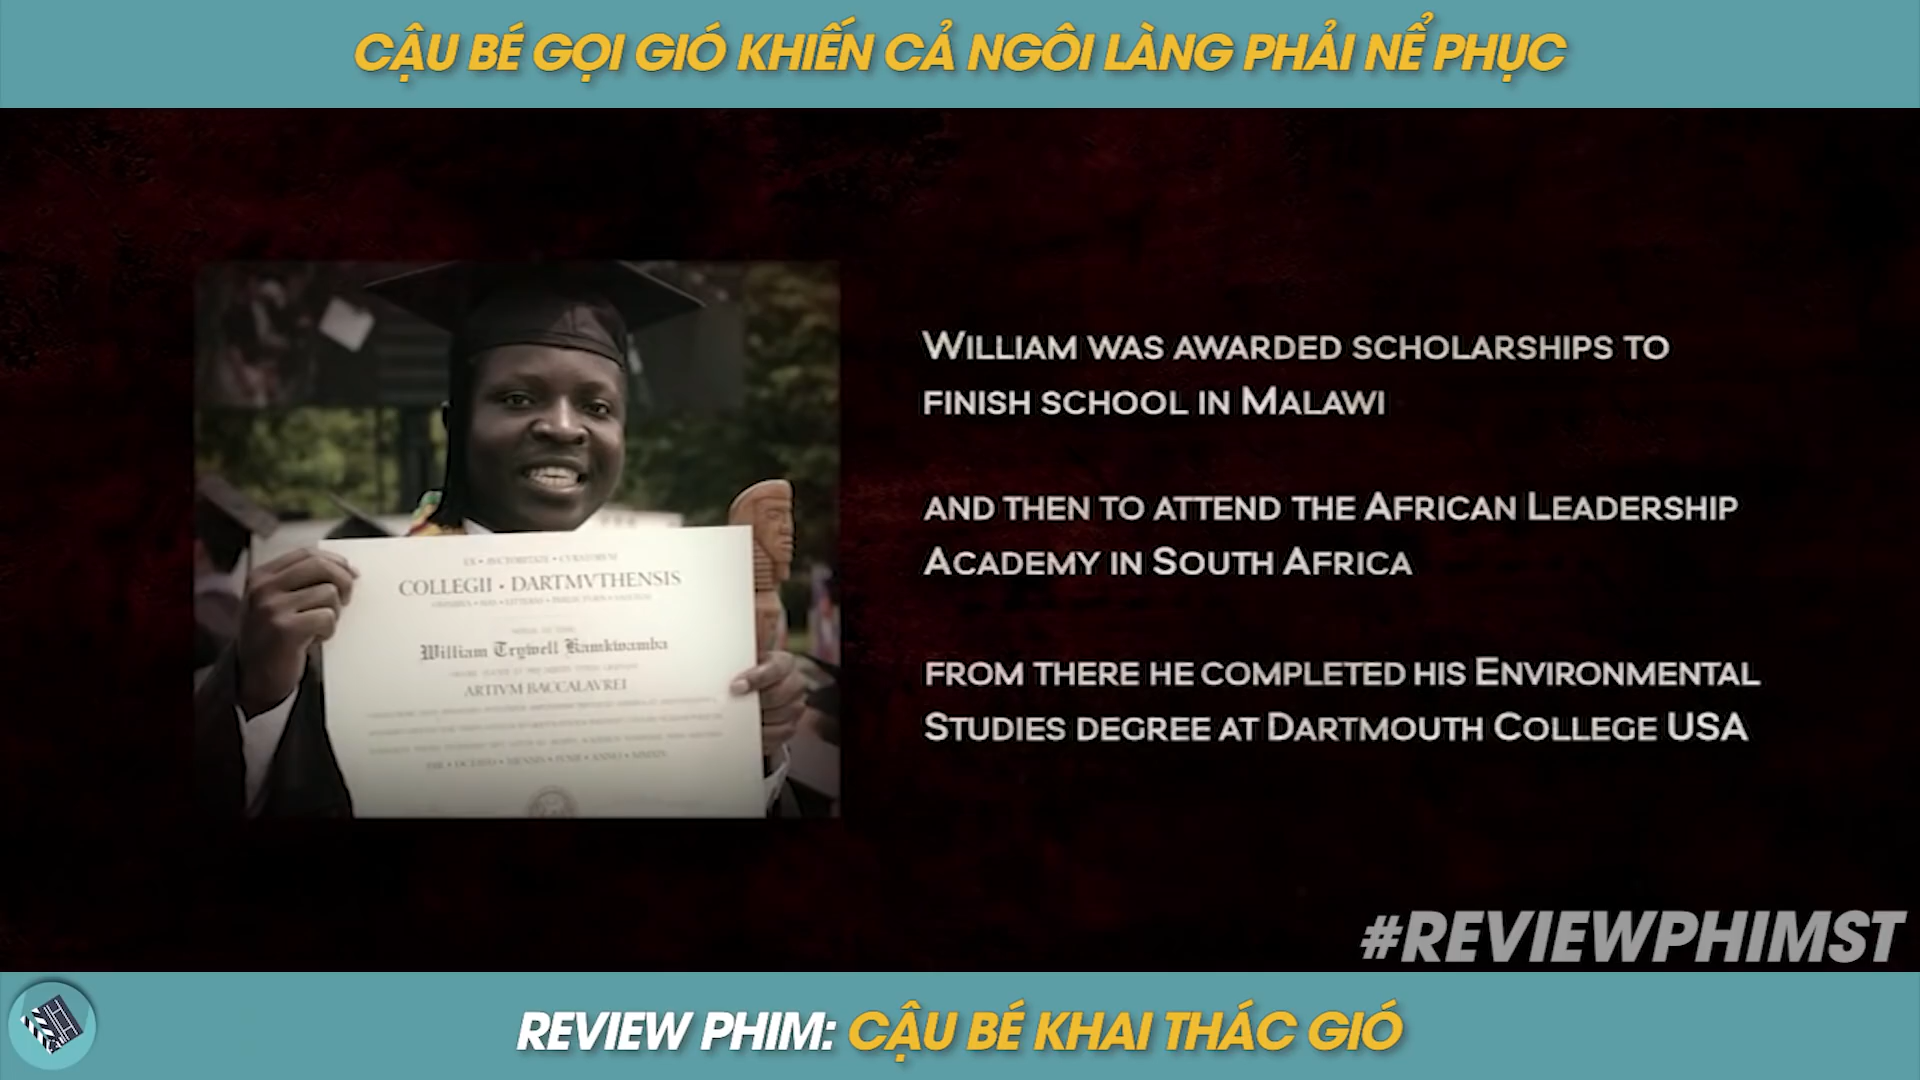 CẬU BÉ GỌI GIÓ KHIẾN CẢ NGÔI LÀNG PHẢI NỂ PHỤC
COLLEGII · DARTMVTHENSIS
William Trywell Kamkwamba
ARTIVM BACCALAVREI
WILLIAM WAS AWARDED SCHOLARSHIPS TO
FINISH SCHOOL IN MALAWI
AND THEN TO ATTEND THE AFRICAN LEADERSHIP
ACADEMY IN SOUTH AFRICA
FROM THERE HE COMPLETED HIS ENVIRONMENTAL
STUDIES DEGREE AT DARTMOUTH COLLEGE USA
#REVIEWPHIMST
REVIEW PHIM: CẬU BÉ KHAI THÁC GIÓ